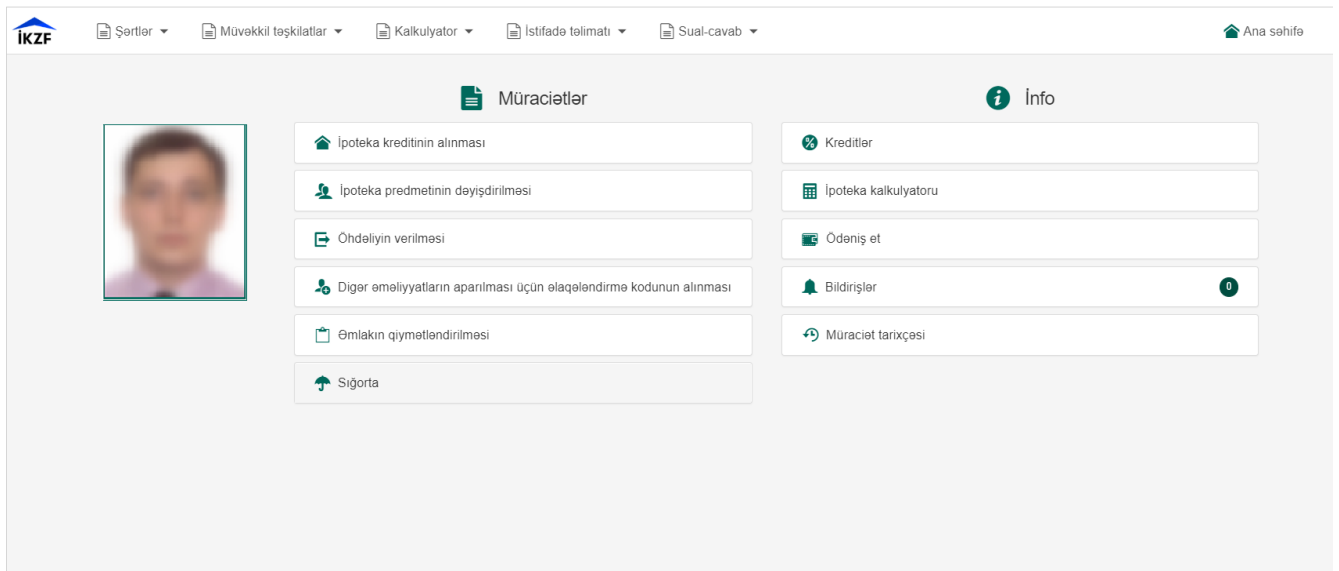 İKZF
Şərtlər
Müvəkkil təşkilatlar
Kalkulyator
İstifadə təlimatı
Sual-cavab
Ana səhifə
Müraciətlər
İpoteka kreditinin alınması
İpoteka predmetinin dəyişdirilməsi
Öhdəliyin verilməsi
Digər əməliyyatların aparılması üçün əlaqələndirmə kodunun alınması
Əmlakın qiymətləndirilməsi
Sığorta
İnfo
Kreditlər
İpoteka kalkulyatoru
Ödəniş et
Bildirişlər
0
Müraciət tarixçəsi